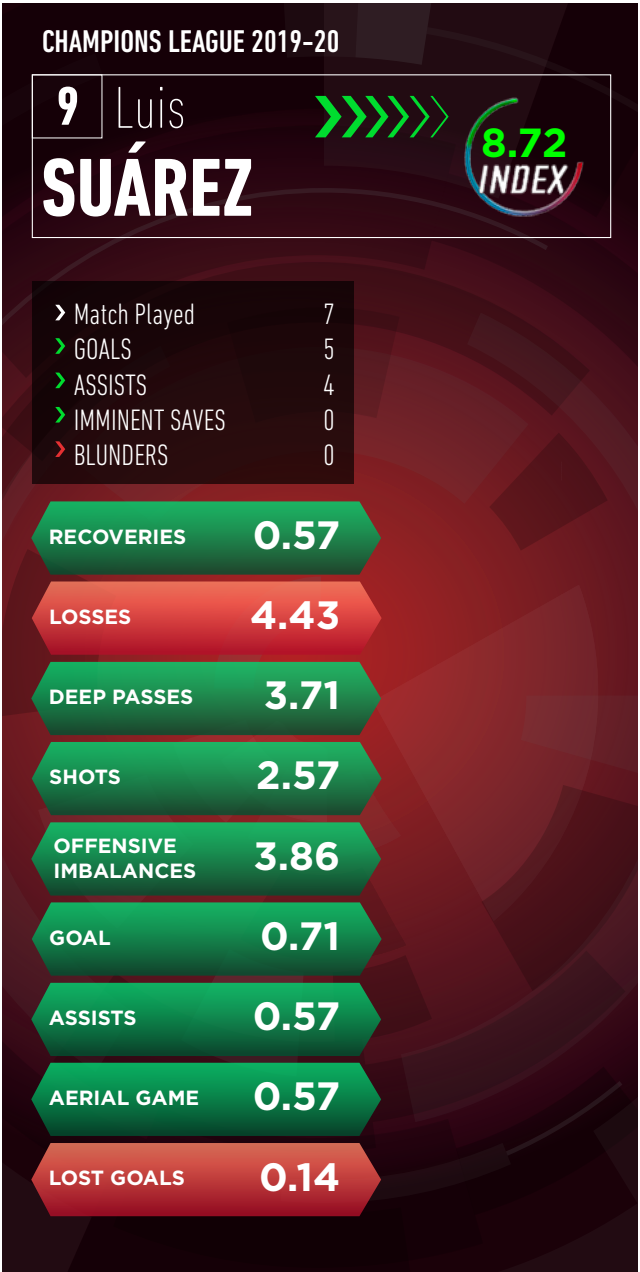 CHAMPIONS LEAGUE 2019-20
9 Luis
SUÁREZ
8.72
INDEX
Match Played 7
GOALS 5
ASSISTS 4
IMMINENT SAVES 0
BLUNDERS 0
RECOVERIES 0.57
LOSSES 4.43
DEEP PASSES 3.71
SHOTS 2.57
OFFENSIVE
IMBALANCES 3.86
GOAL 0.71
ASSISTS 0.57
AERIAL GAME 0.57
LOST GOALS 0.14